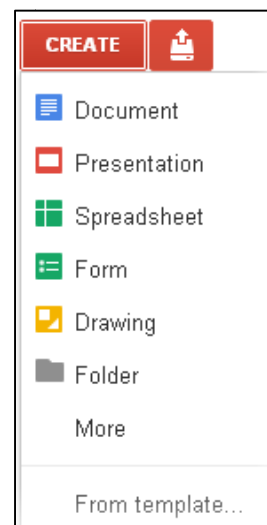 CREATE
Document
Presentation
Spreadsheet
Form
Drawing
Folder
More
From template...